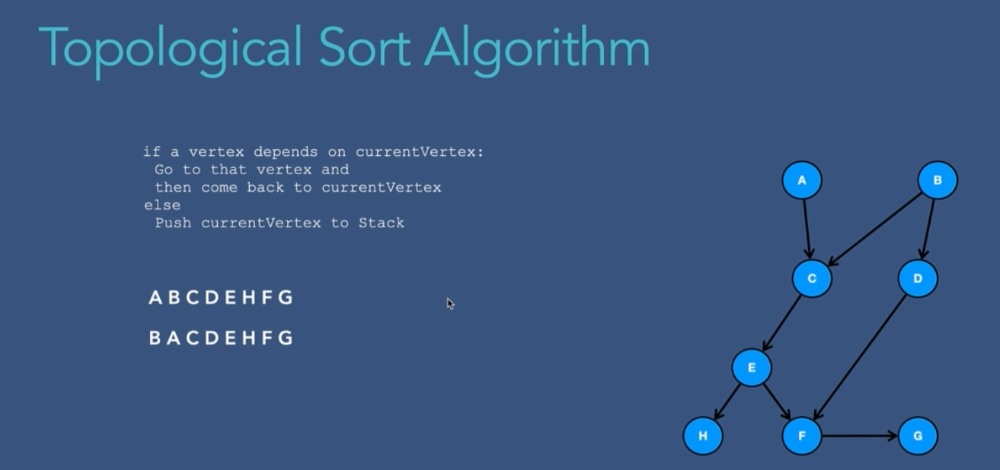 Topological Sort Algorithm
if a vertex depends on currentVertex:
Go to that vertex and
then come back to currentVertex
else
Push currentVertex to Stack
A B C D E H F G
B A C D E H F G
A
B
C
D
E
H
F
G